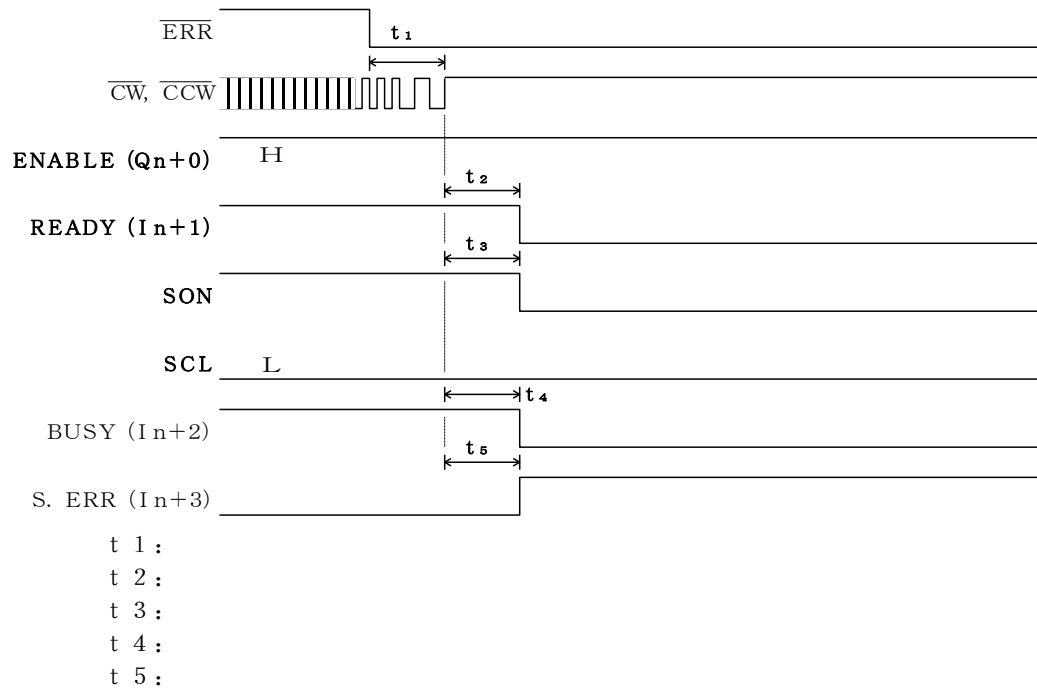 ERR
t₁
CW, CCW
ENABLE (Qn+0) H
t₂
READY (In+1)
t₃
SON
SCL L
t₄
BUSY (In+2)
t₅
S. ERR (In+3)
t 1 :
t 2 :
t 3 :
t 4 :
t 5 :